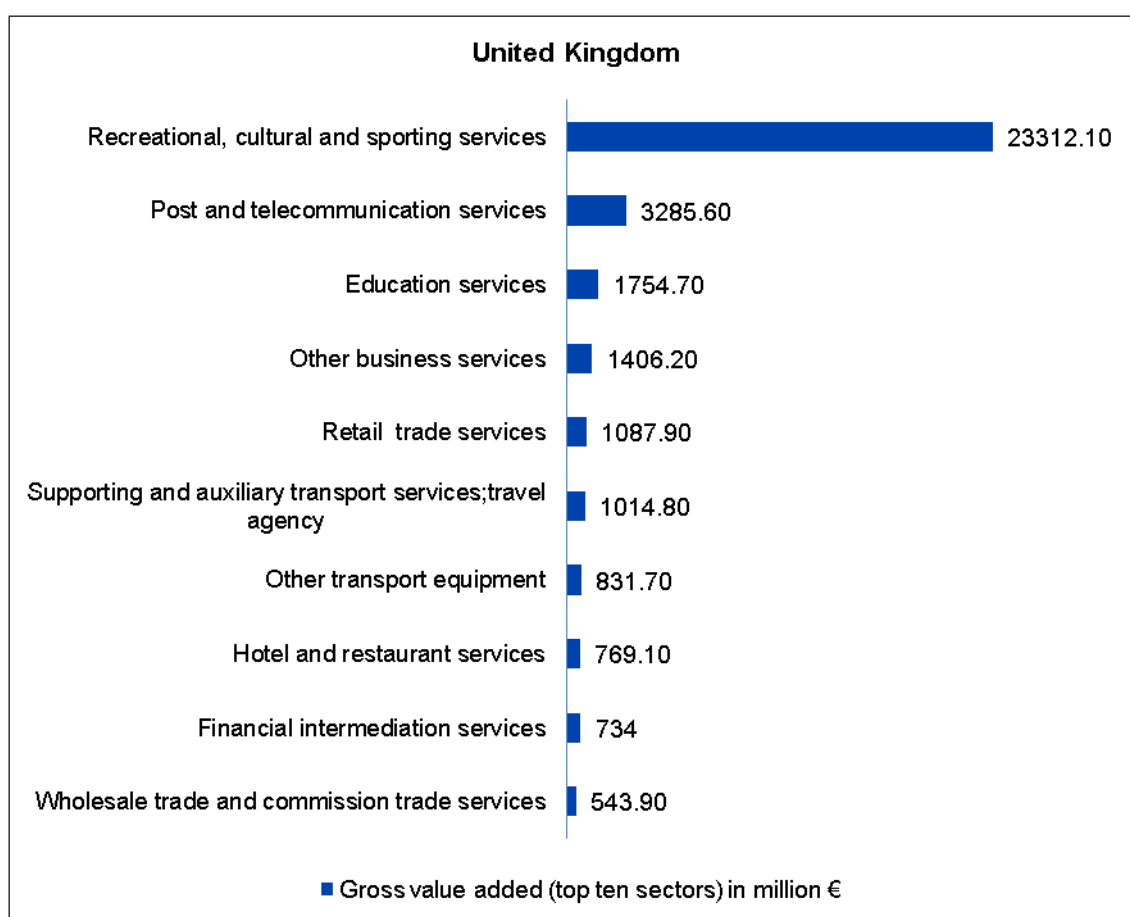 United Kingdom
Recreational, cultural and sporting services 23312.10
Post and telecommunication services 3285.60
Education services 1754.70
Other business services 1406.20
Retail trade services 1087.90
Supporting and auxiliary transport services;travel
agency 1014.80
Other transport equipment 831.70
Hotel and restaurant services 769.10
Financial intermediation services 734
Wholesale trade and commission trade services 543.90
Gross value added (top ten sectors) in million €